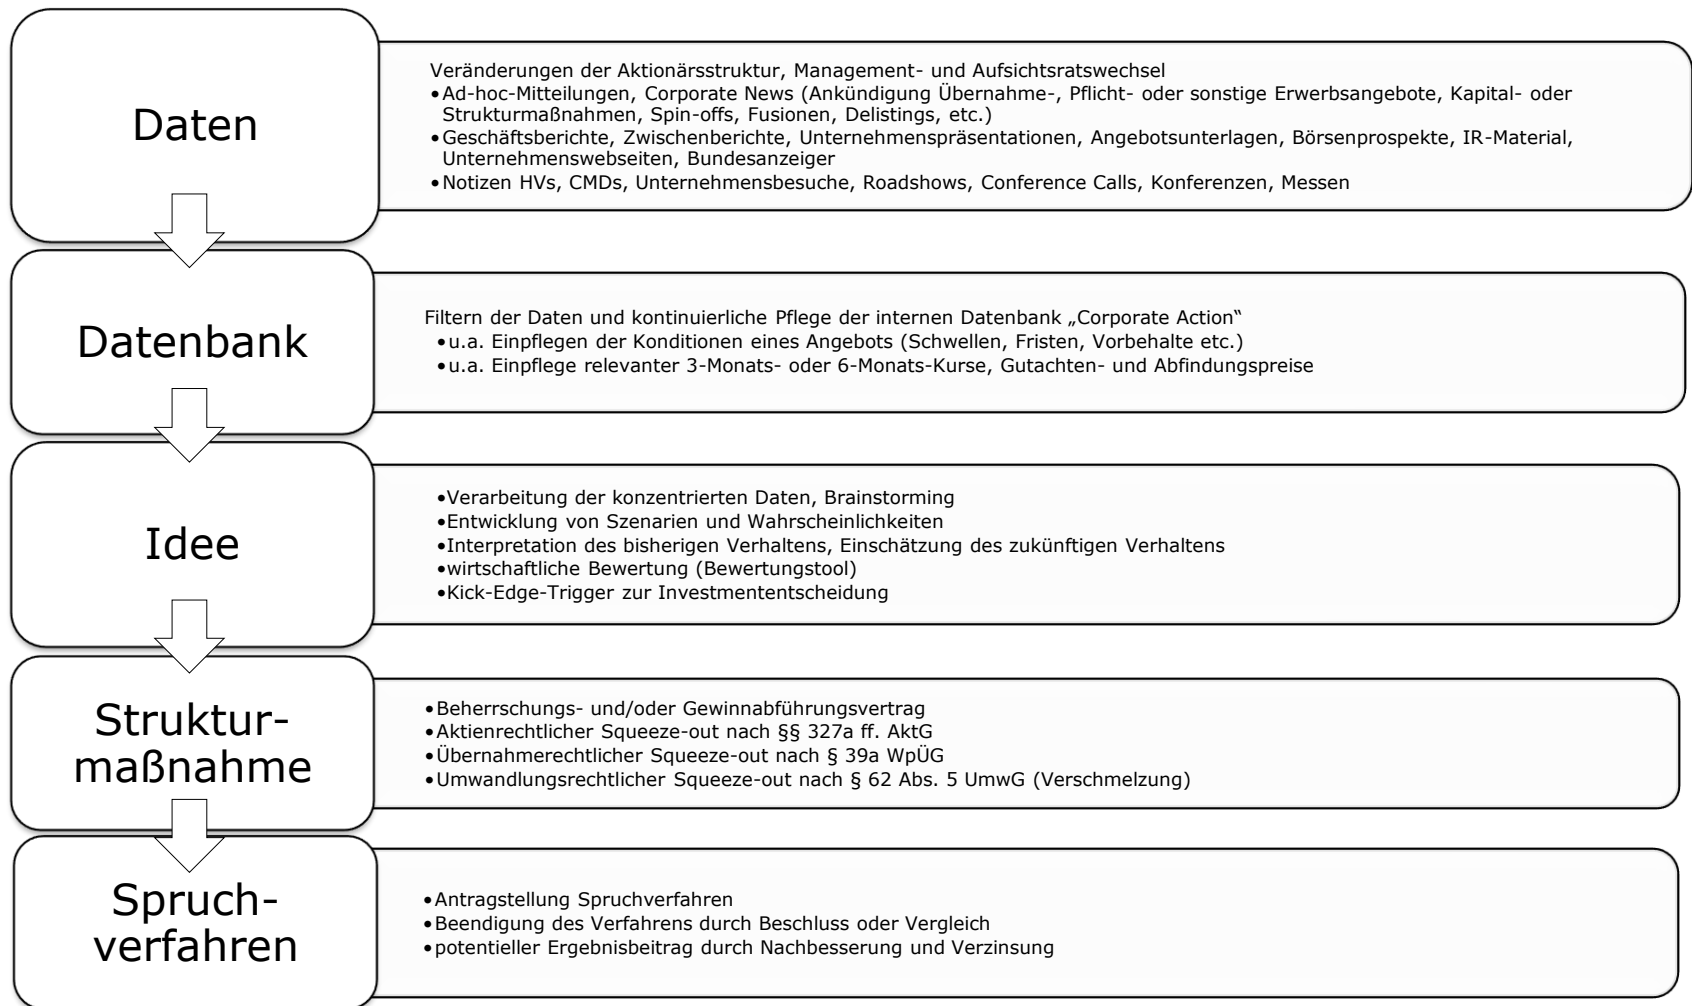 Daten
Veränderungen der Aktionärsstruktur, Management- und Aufsichtsratswechsel
•Ad-hoc-Mitteilungen, Corporate News (Ankündigung Übernahme-, Pflicht- oder sonstige Erwerbsangebote, Kapital- oder
Strukturmaßnahmen, Spin-offs, Fusionen, Delistings, etc.)
•Geschäftsberichte, Zwischenberichte, Unternehmenspräsentationen, Angebotsunterlagen, Börsenprospekte, IR-Material,
Unternehmenswebseiten, Bundesanzeiger
•Notizen HVs, CMDs, Unternehmensbesuche, Roadshows, Conference Calls, Konferenzen, Messen
Datenbank
Filtern der Daten und kontinuierliche Pflege der internen Datenbank „Corporate Action“
•u.a. Einpflegen der Konditionen eines Angebots (Schwellen, Fristen, Vorbehalte etc.)
•u.a. Einpflege relevanter 3-Monats- oder 6-Monats-Kurse, Gutachten- und Abfindungspreise
Idee
•Verarbeitung der konzentrierten Daten, Brainstorming
•Entwicklung von Szenarien und Wahrscheinlichkeiten
•Interpretation des bisherigen Verhaltens, Einschätzung des zukünftigen Verhaltens
•wirtschaftliche Bewertung (Bewertungstool)
•Kick-Edge-Trigger zur Investmententscheidung
Struktur-
maßnahme
•Beherrschungs- und/oder Gewinnabführungsvertrag
•Aktienrechtlicher Squeeze-out nach §§ 327a ff. AktG
•Übernahmerechtlicher Squeeze-out nach § 39a WpÜG
•Umwandlungsrechtlicher Squeeze-out nach § 62 Abs. 5 UmwG (Verschmelzung)
Spruch-
verfahren
•Antragstellung Spruchverfahren
•Beendigung des Verfahrens durch Beschluss oder Vergleich
•potentieller Ergebnisbeitrag durch Nachbesserung und Verzinsung